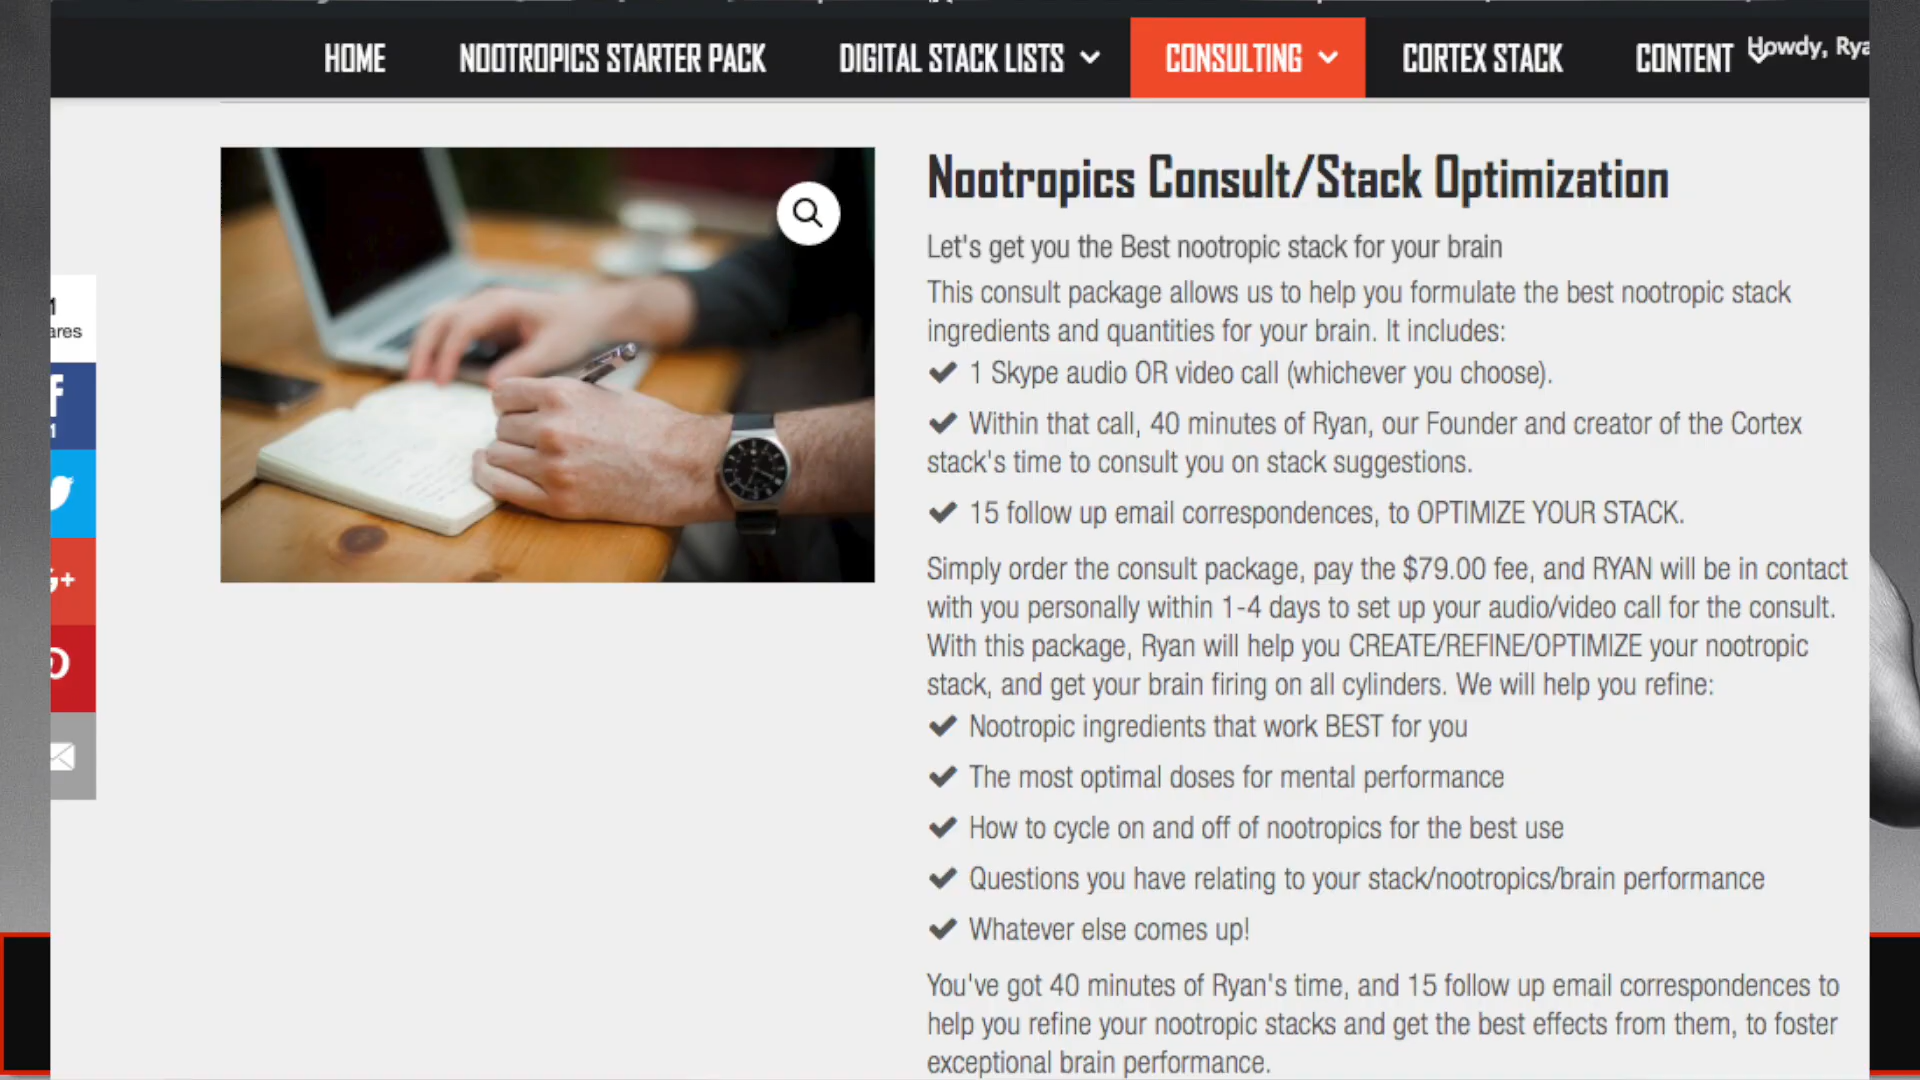 HOME NOOTROPICS STARTER PACK DIGITAL STACK LISTS CONSULTING CORTEX STACK CONTENT Howdy, Rya
Nootropics Consult/Stack Optimization
Let's get you the Best nootropic stack for your brain
This consult package allows us to help you formulate the best nootropic stack
ingredients and quantities for your brain. It includes:
1 Skype audio OR video call (whichever you choose).
Within that call, 40 minutes of Ryan, our Founder and creator of the Cortex
stack's time to consult you on stack suggestions.
15 follow up email correspondences, to OPTIMIZE YOUR STACK.
Simply order the consult package, pay the $79.00 fee, and RYAN will be in contact
with you personally within 1-4 days to set up your audio/video call for the consult.
With this package, Ryan will help you CREATE/REFINE/OPTIMIZE your nootropic
stack, and get your brain firing on all cylinders. We will help you refine:
Nootropic ingredients that work BEST for you
The most optimal doses for mental performance
How to cycle on and off of nootropics for the best use
Questions you have relating to your stack/nootropics/brain performance
Whatever else comes up!
You've got 40 minutes of Ryan's time, and 15 follow up email correspondences to
help you refine your nootropic stacks and get the best effects from them, to foster
exceptional brain performance.
1
ares
f
1
G+